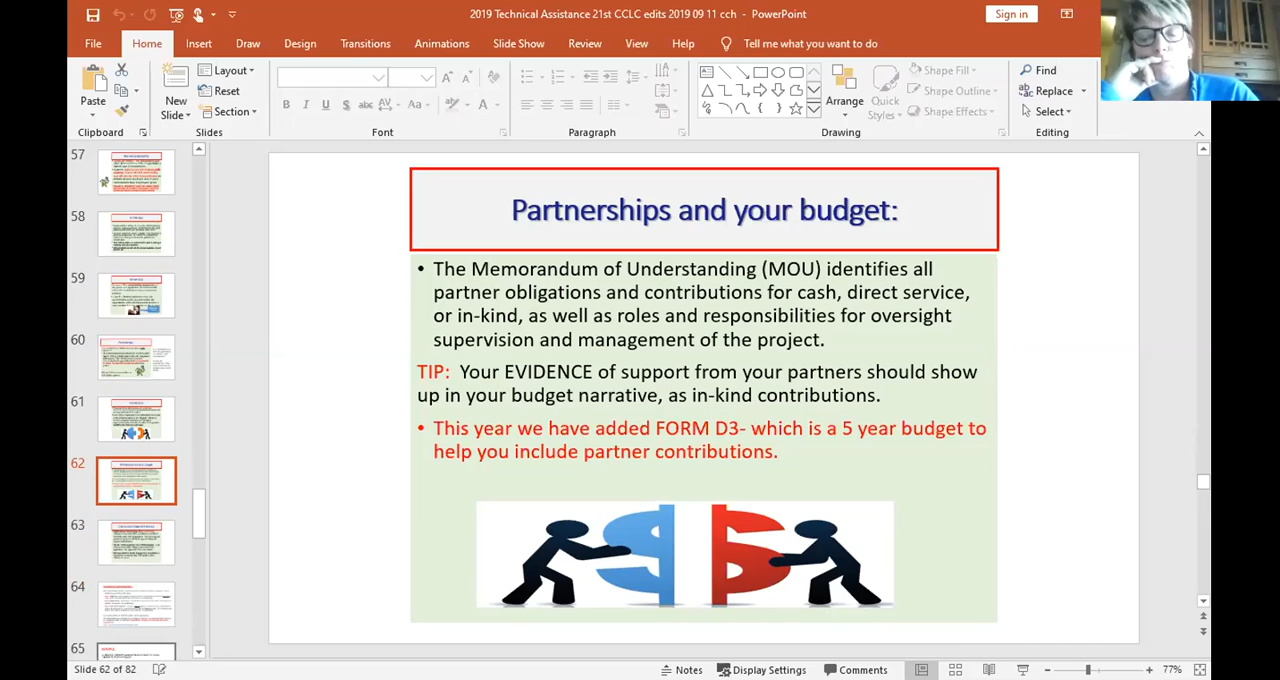 2019 Technical Assistance 21st CCLC edits 2019 09 11 cch - PowerPoint
Sign in
File Home Insert Draw Design Transitions Animations Slide Show Review View Help Tell me what you want to do
Paste
Clipboard
New
Slide
Layout
Reset
Section
Slides
B I U S abc AV Aa A
Font
Paragraph
Arrange
Quick
Styles
Shape Fill
Shape Outline
Shape Effects
Drawing
Find
Replace
Select
Editing
57
58
59
60
61
62
63
64
65
Partnerships and your budget:
• The Memorandum of Understanding (MOU) identifies all
partner obligations and contributions for cash, direct service,
or in-kind, as well as roles and responsibilities for oversight
supervision and management of the project.
TIP: Your EVIDENCE of support from your partners should show
up in your budget narrative, as in-kind contributions.
• This year we have added FORM D3- which is a 5 year budget to
help you include partner contributions.
Slide 62 of 82
Notes
Display Settings
Comments
77%